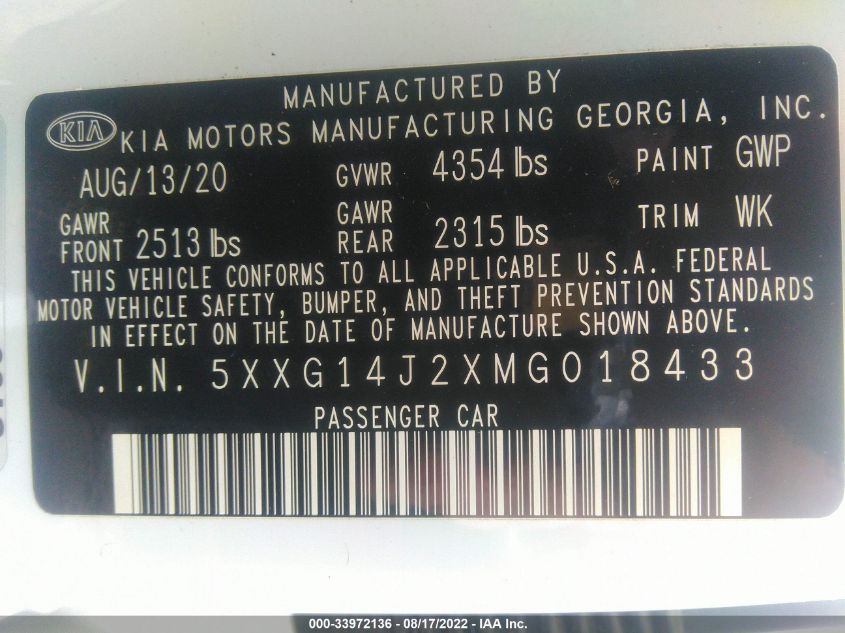 MANUFACTURED BY
KIA KIA MOTORS MANUFACTURING GEORGIA, INC.
AUG/13/20 GVWR 4354 lbs PAINT GWP
GAWR FRONT 2513 lbs GAWR REAR 2315 lbs TRIM WK
THIS VEHICLE CONFORMS TO ALL APPLICABLE U.S.A. FEDERAL
MOTOR VEHICLE SAFETY, BUMPER, AND THEFT PREVENTION STANDARDS
IN EFFECT ON THE DATE OF MANUFACTURE SHOWN ABOVE.
V.I.N. 5XXG14J2XMG018433
PASSENGER CAR
000-33972136 - 08/17/2022 - IAA Inc.